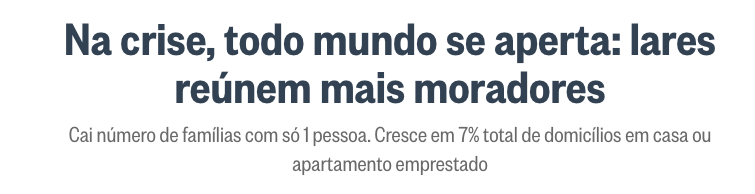 Na crise, todo mundo se aperta: lares
reúnem mais moradores
Cai número de famílias com só 1 pessoa. Cresce em 7% total de domicílios em casa ou
apartamento emprestado